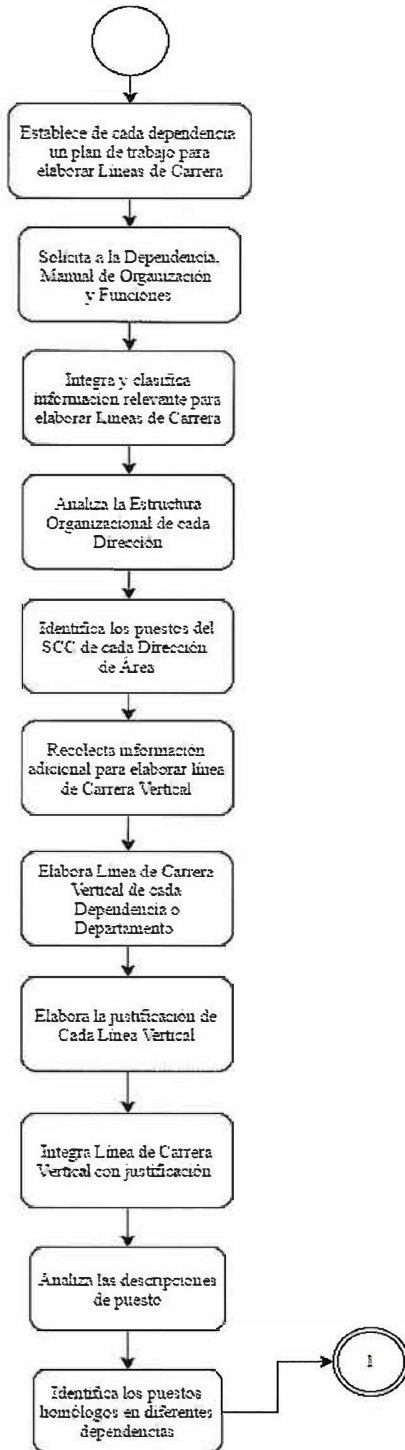 Establece de cada dependencia
un plan de trabajo para
elaborar Líneas de Carrera
Solicita a la Dependencia.
Manual de Organización
y Funciones
Integra y clasifica
información relevante para
elaborar Líneas de Carrera
Analiza la Estructura
Organizacional de cada
Dirección
Identifica los puestos del
SCC de cada Dirección
de Área
Recolecta información
adicional para elaborar línea
de Carrera Vertical
Elabora Línea de Carrera
Vertical de cada
Dependencia o
Departamento
Elabora la justificación de
Cada Línea Vertical
Integra Línea de Carrera
Vertical con justificación
Analiza las descripciones
de puesto
Identifica los puestos
homólogos en diferentes
dependencias
1